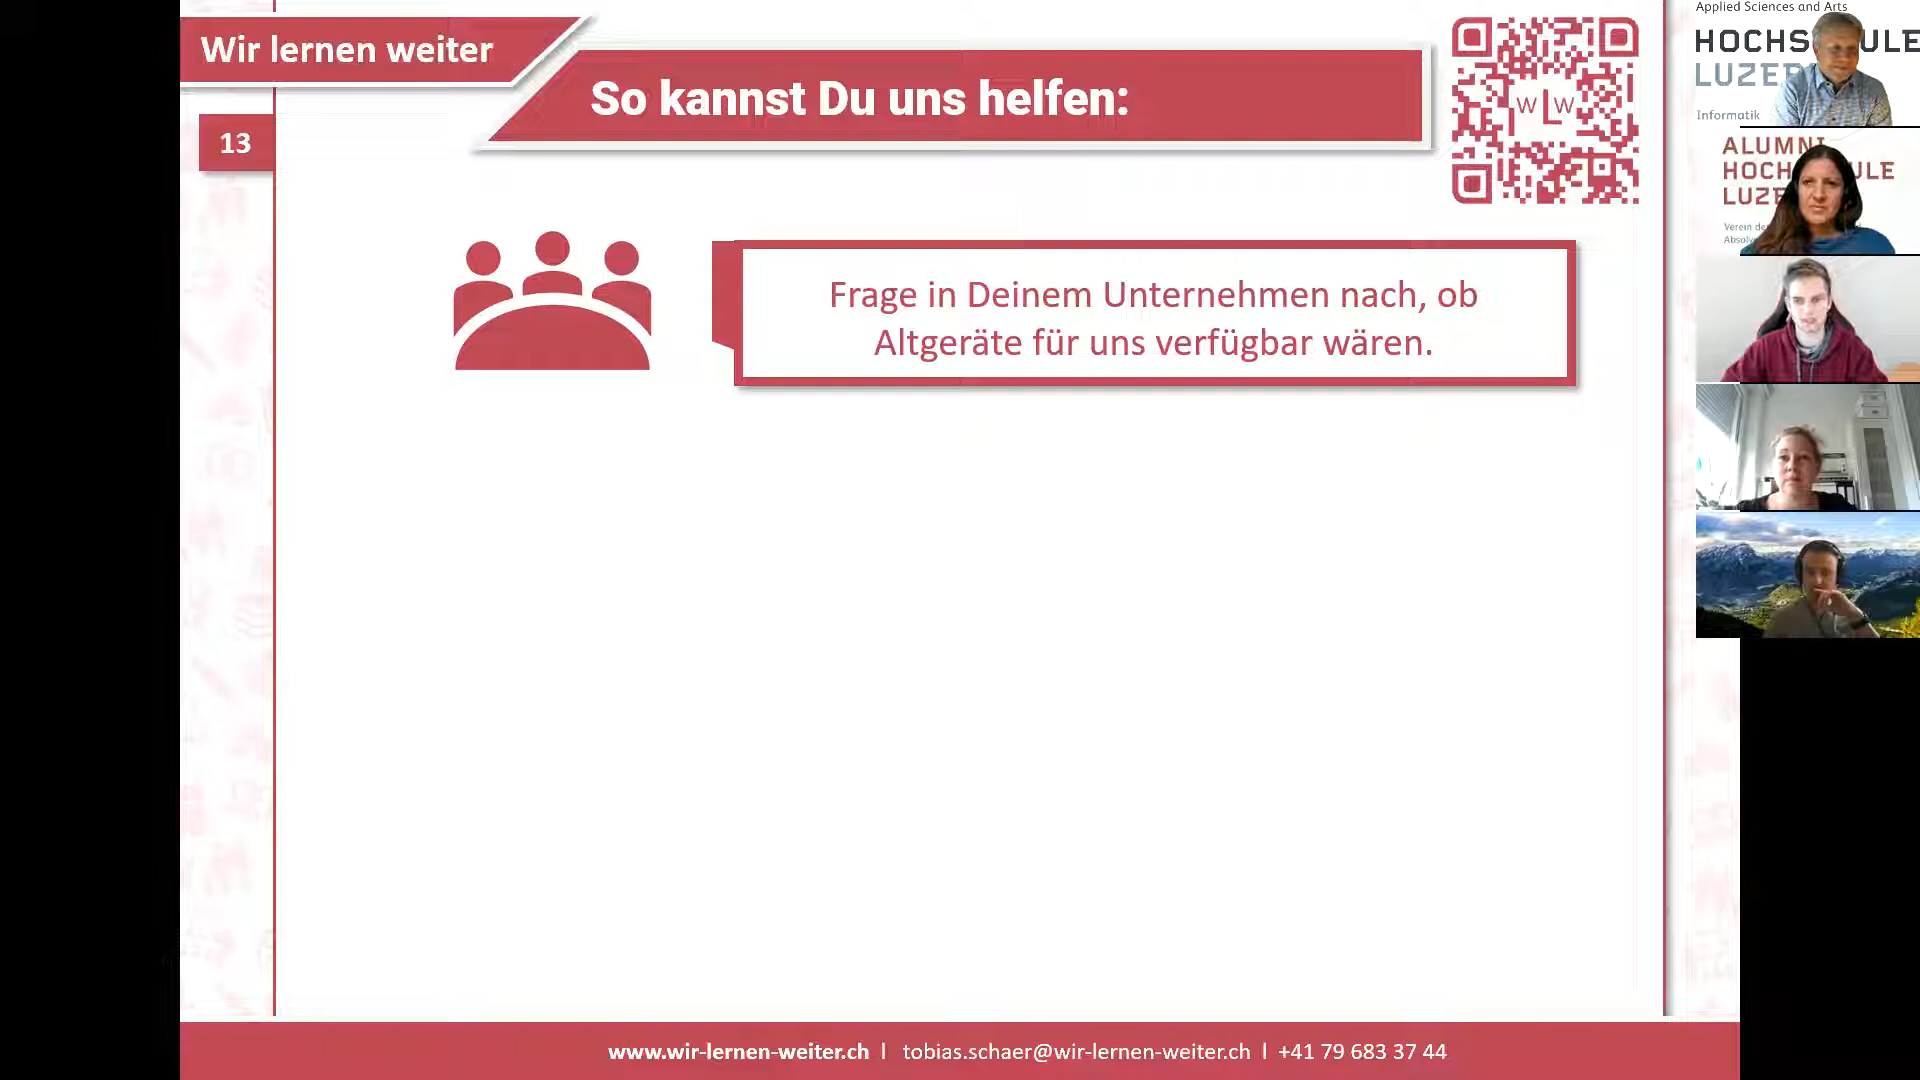 Wir lernen weiter
So kannst Du uns helfen:
13
W L W
Frage in Deinem Unternehmen nach, ob
Altgeräte für uns verfügbar wären.
www.wir-lernen-weiter.ch | tobias.schaer@wir-lernen-weiter.ch | +41 79 683 37 44
Applied Sciences and Arts
Informatik
ALUMNI